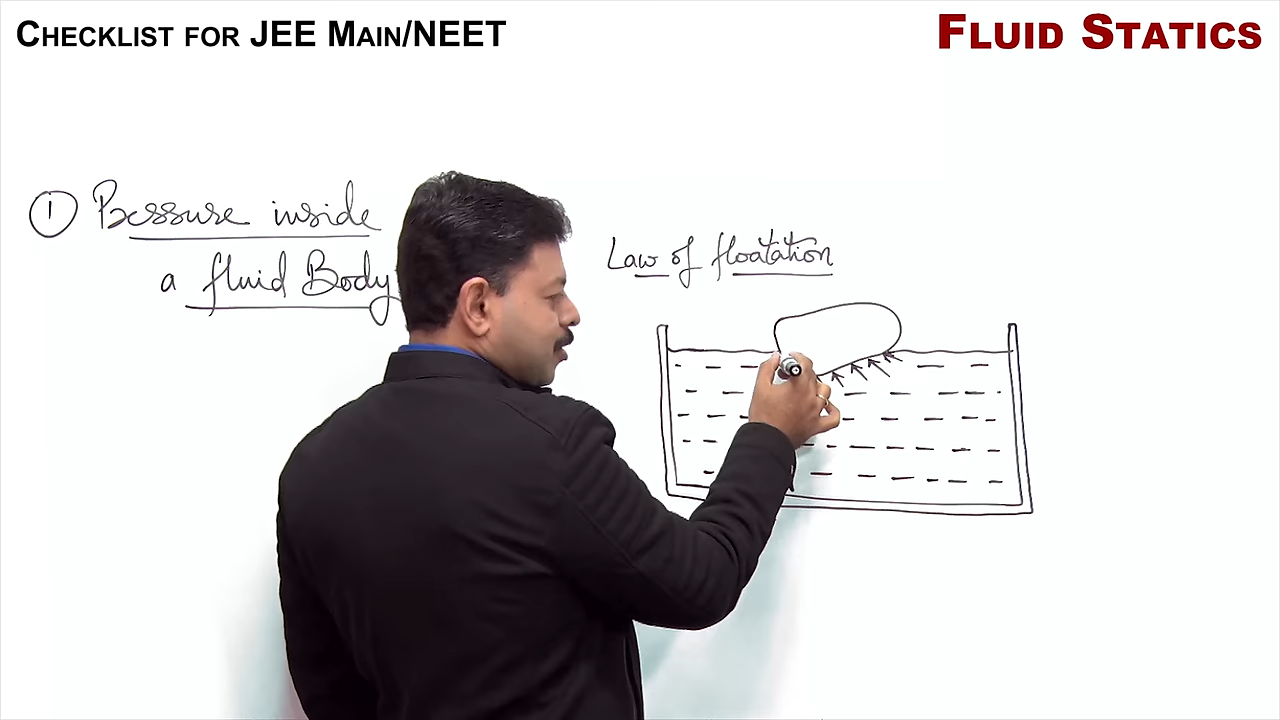 CHECKLIST FOR JEE MAIN/NEET
FLUID STATICS
① Pressure inside
a fluid Body
Law of floatation